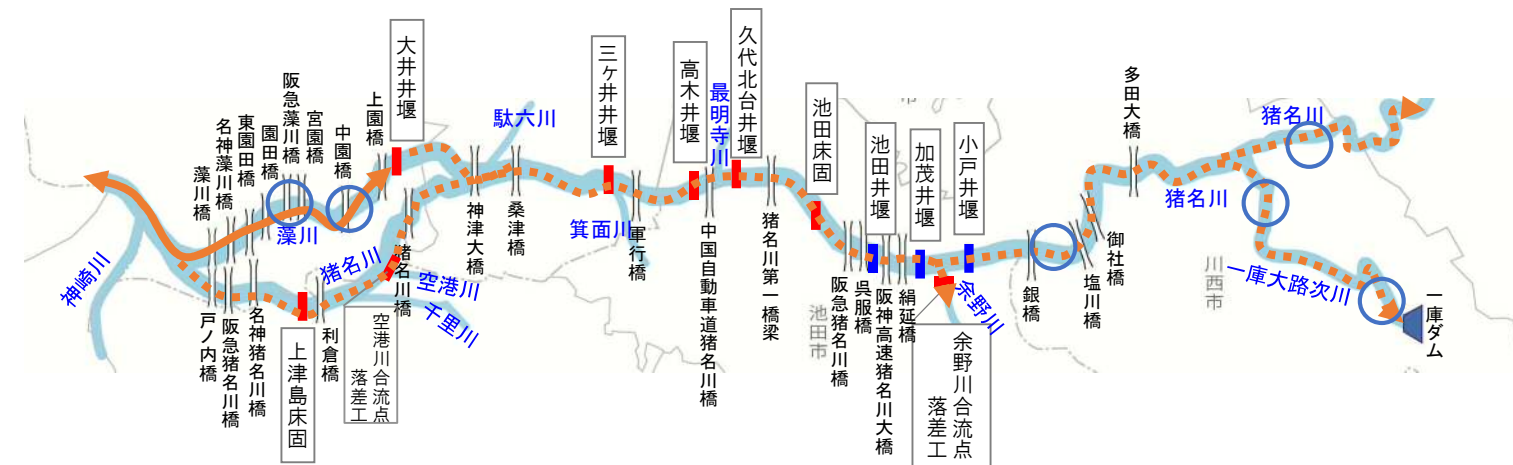 大井井堰
三ヶ井井堰
高木井堰
久代北台井堰
最明寺川
池田床固
池田井堰
加茂井堰
小戸井堰
多田大橋
猪名川
駄六川
上園橋
中園橋
宮園橋
阪急藻川橋
園田橋
東園田橋
名神藻川橋
藻川橋
藻川
猪名川
猪名川橋
空港川
千里川
神崎川
戸ノ内橋
阪急猪名川橋
名神猪名川橋
上津島床固
利倉橋
空港川合流点
落差工
神津大橋
桑津橋
箕面川
軍行橋
中国自動車道猪名川橋
猪名川第一橋梁
池田市
市
阪急猪名川橋
呉服橋
阪神高速猪名川大橋
絹延橋
余野川
余野川合流点
落差工
銀橋
塩川橋
御社橋
猪名川
川西市
一庫大路次川
一庫ダム